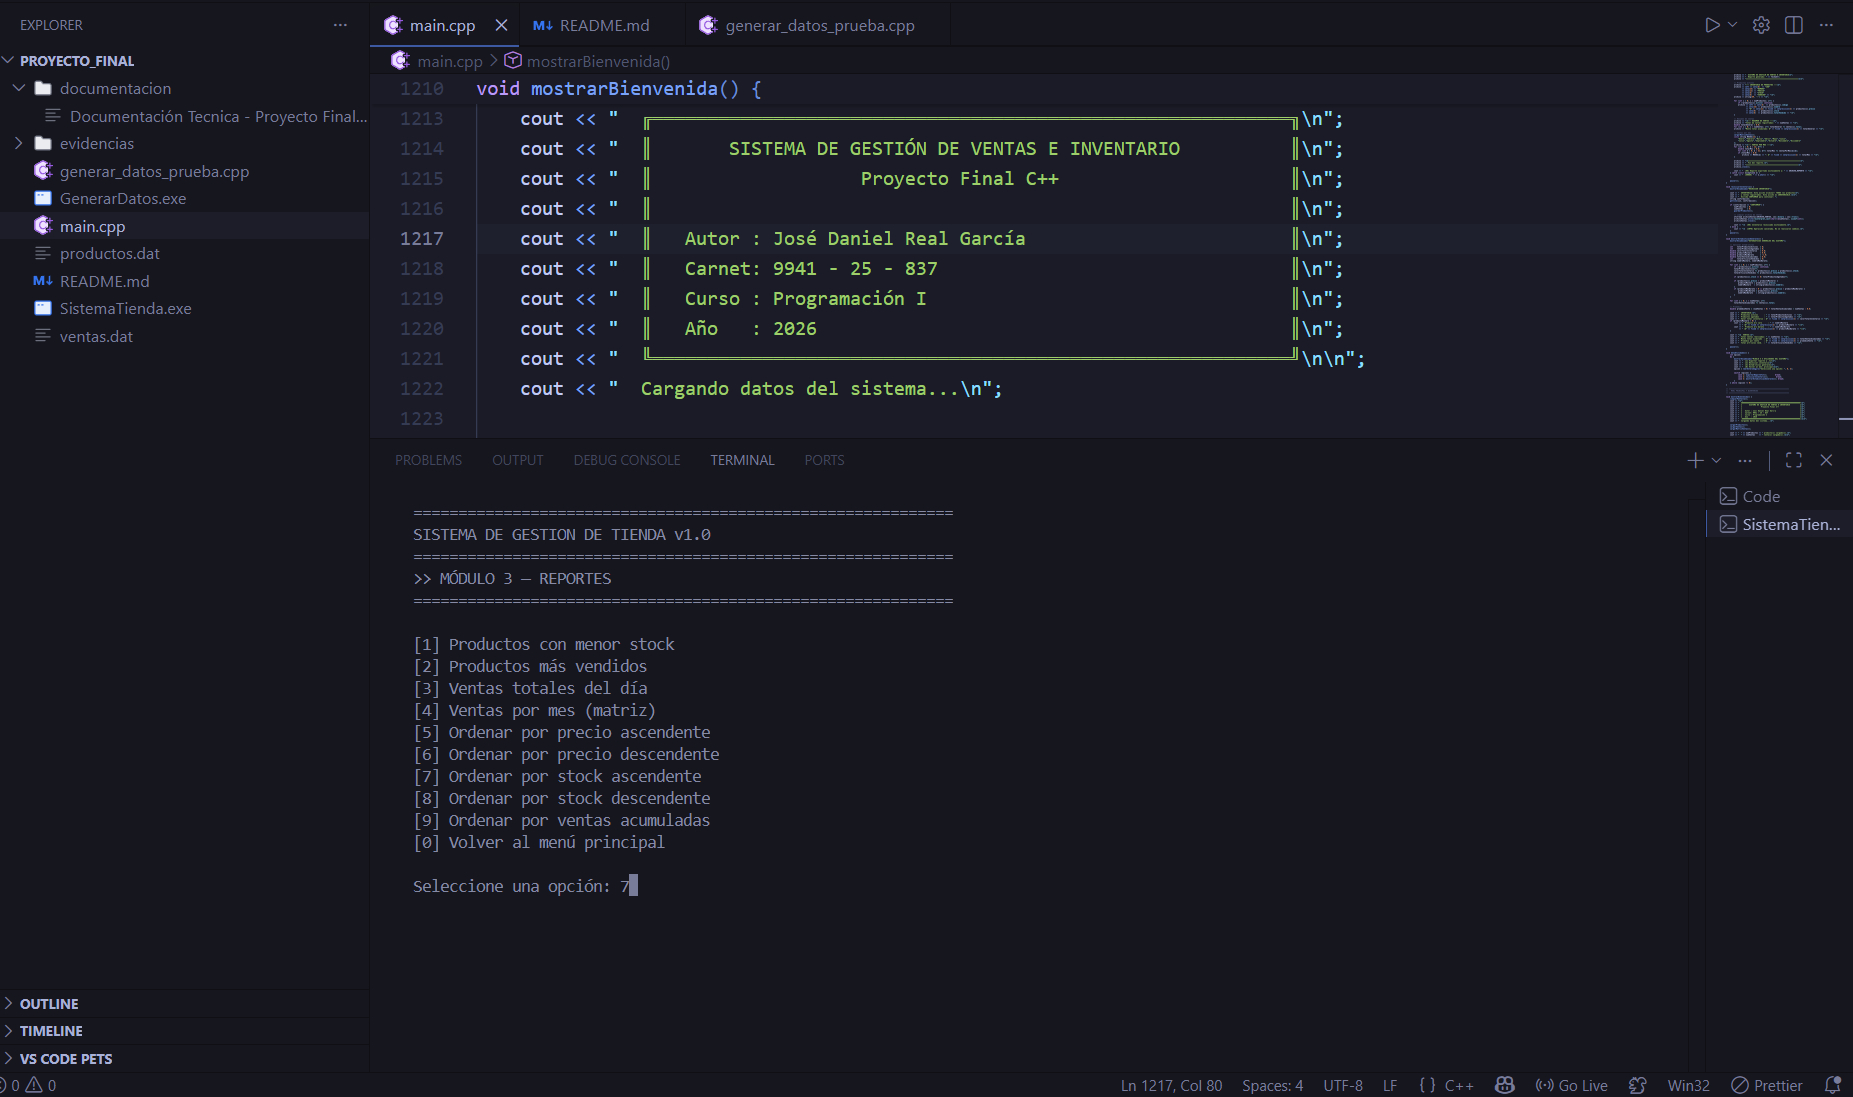 EXPLORER
PROYECTO_FINAL
documentacion
Documentación Tecnica - Proyecto Final...
evidencias
generar_datos_prueba.cpp
GenerarDatos.exe
main.cpp
productos.dat
README.md
SistemaTienda.exe
ventas.dat
OUTLINE
TIMELINE
VS CODE PETS
main.cpp README.md generar_datos_prueba.cpp
main.cpp > mostrarBienvenida()
1210 void mostrarBienvenida() {
1213 cout << " ╔══════════════════════════════════════════════════════════╗\n";
1214 cout << " ║ SISTEMA DE GESTIÓN DE VENTAS E INVENTARIO ║\n";
1215 cout << " ║ Proyecto Final C++ ║\n";
1216 cout << " ║ ║\n";
1217 cout << " ║ Autor : José Daniel Real García ║\n";
1218 cout << " ║ Carnet: 9941 - 25 - 837 ║\n";
1219 cout << " ║ Curso : Programación I ║\n";
1220 cout << " ║ Año : 2026 ║\n";
1221 cout << " ╚══════════════════════════════════════════════════════════╝\n\n";
1222 cout << " Cargando datos del sistema...\n";
1223
PROBLEMS OUTPUT DEBUG CONSOLE TERMINAL PORTS
============================================================
SISTEMA DE GESTION DE TIENDA v1.0
============================================================
>> MÓDULO 3 — REPORTES
============================================================
[1] Productos con menor stock
[2] Productos más vendidos
[3] Ventas totales del día
[4] Ventas por mes (matriz)
[5] Ordenar por precio ascendente
[6] Ordenar por precio descendente
[7] Ordenar por stock ascendente
[8] Ordenar por stock descendente
[9] Ordenar por ventas acumuladas
[0] Volver al menú principal
Seleccione una opción: 7
Code
SistemaTien...
0 0 Ln 1217, Col 80 Spaces: 4 UTF-8 LF {} C++ Go Live Win32 Prettier